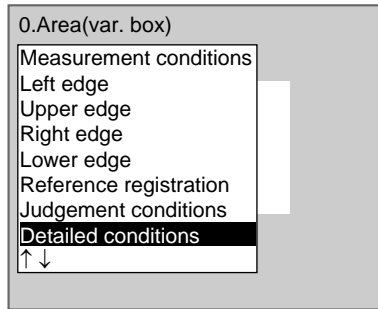 0.Area(var. box)
Measurement conditions
Left edge
Upper edge
Right edge
Lower edge
Reference registration
Judgement conditions
Detailed conditions
↑↓